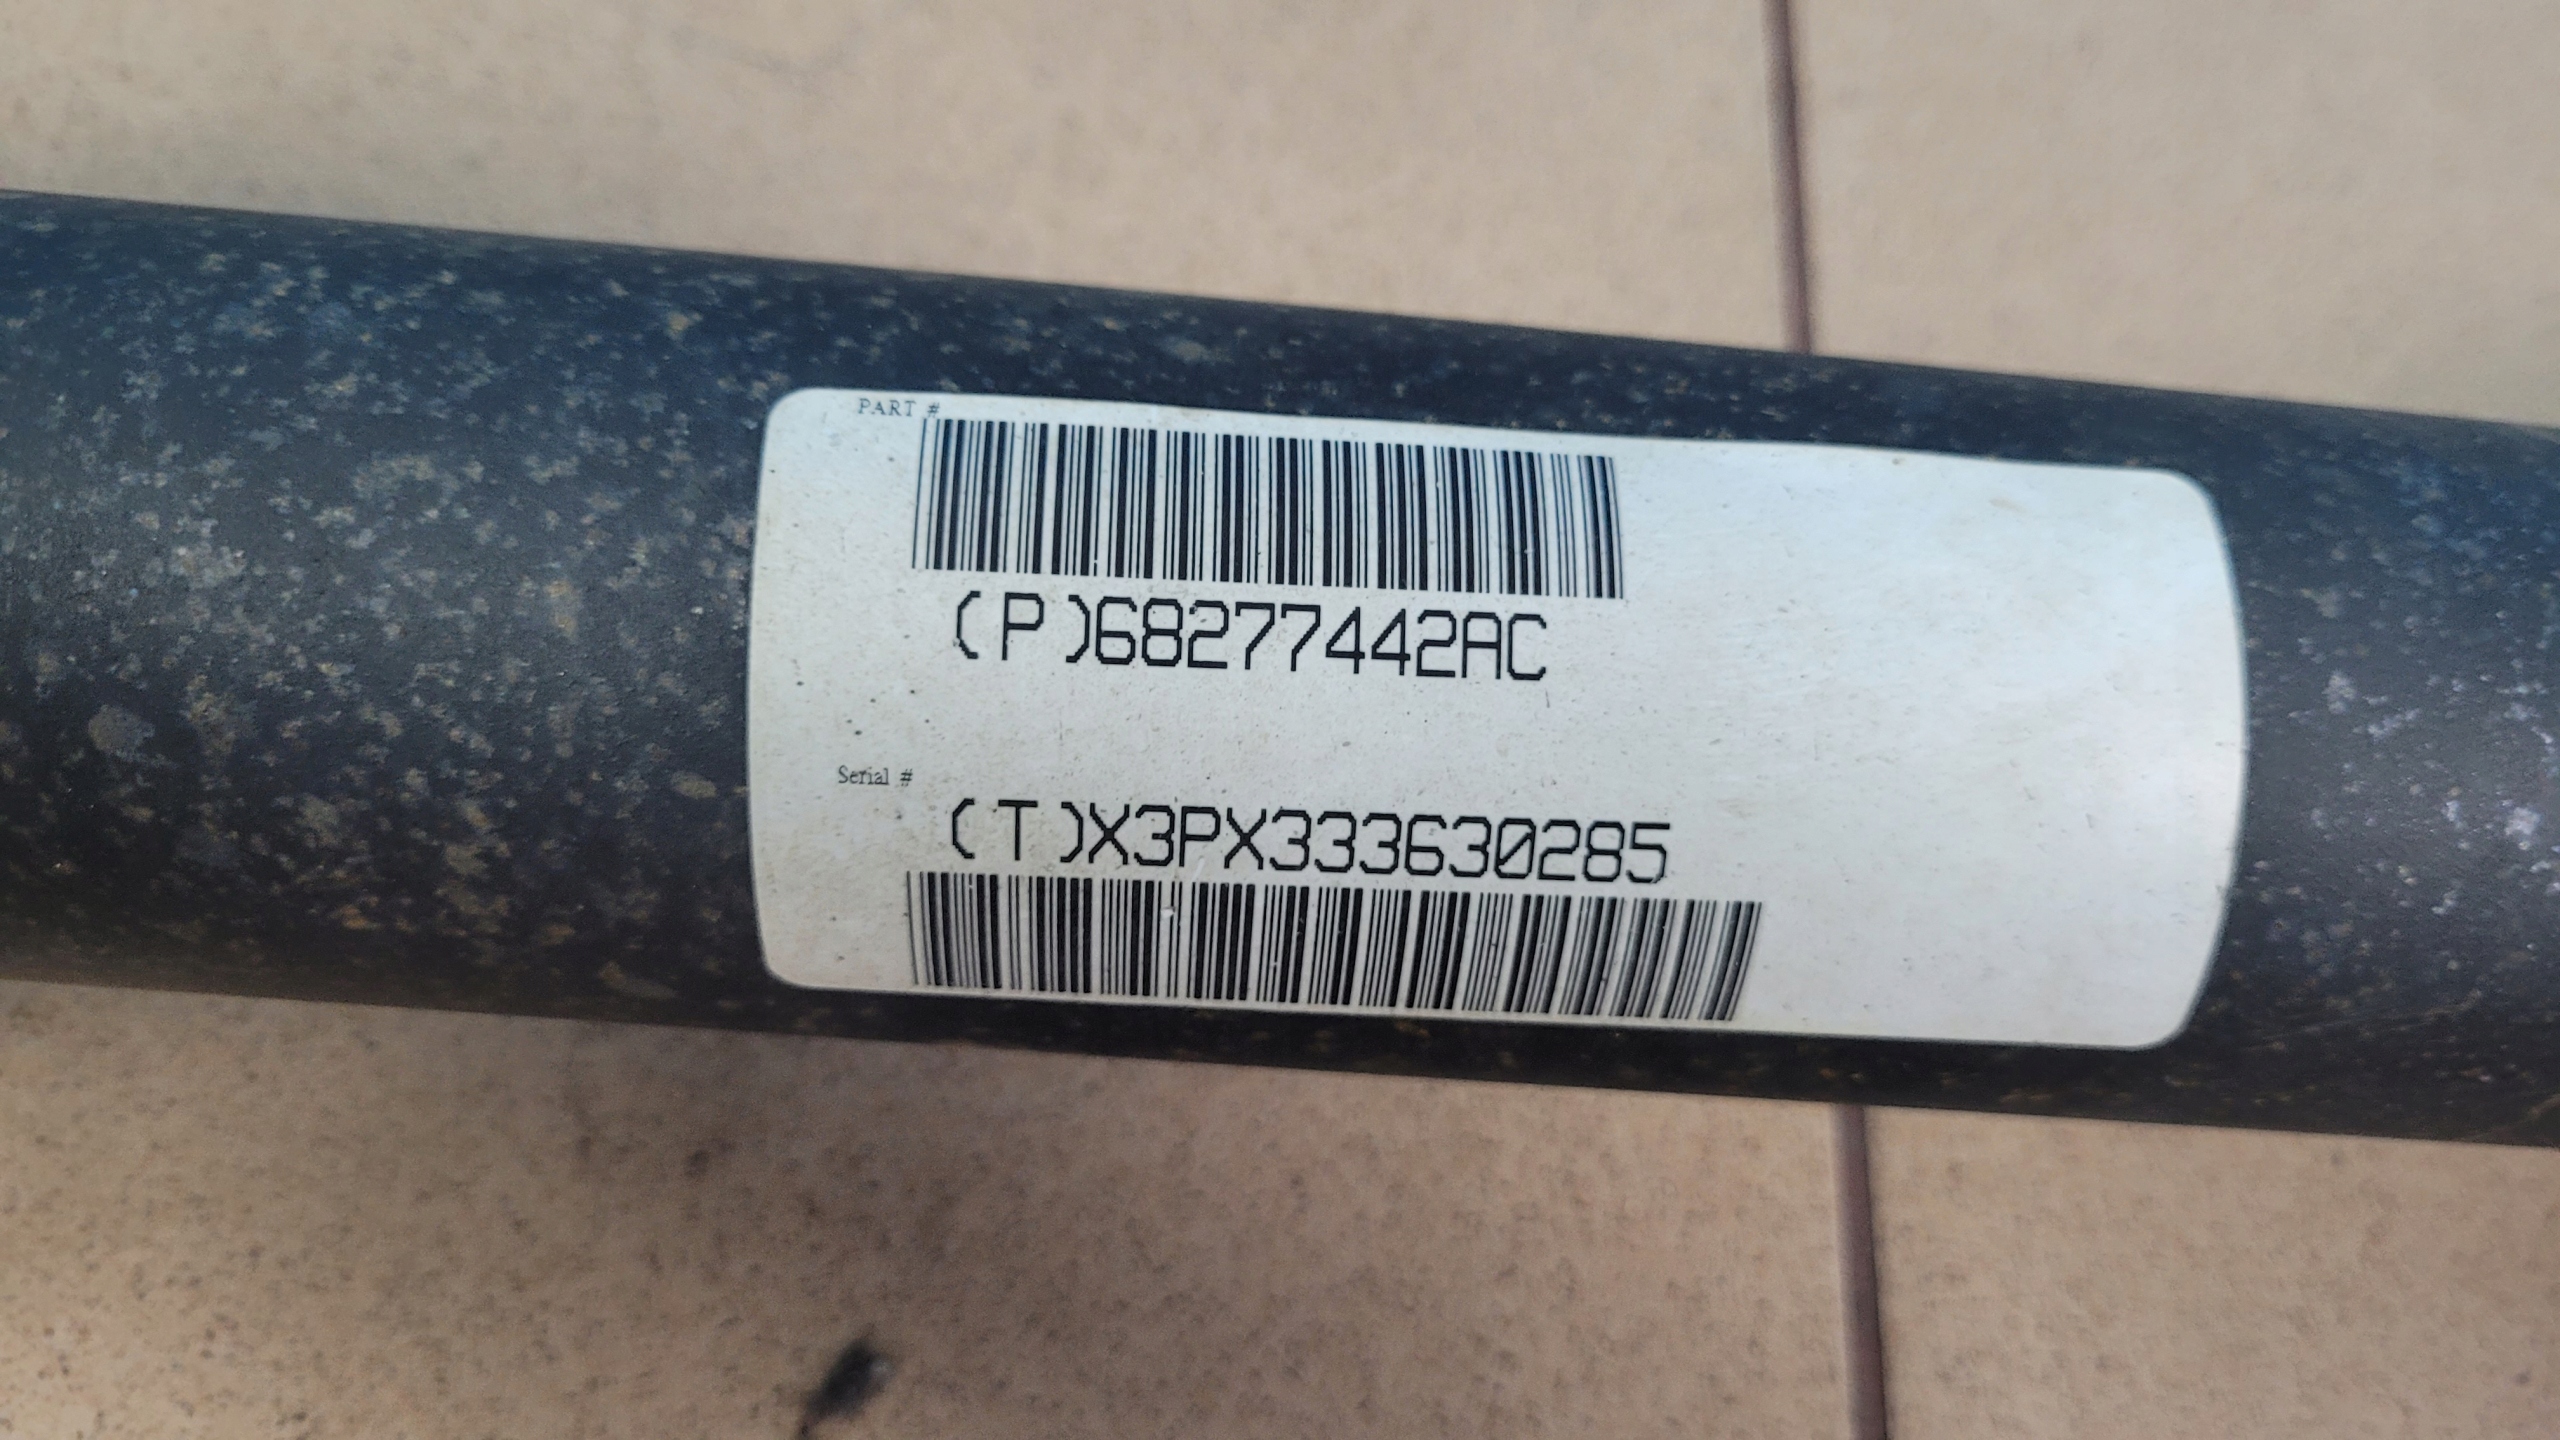 PART #
(P)68277442AC
Serial #
(T)X3PX333630285